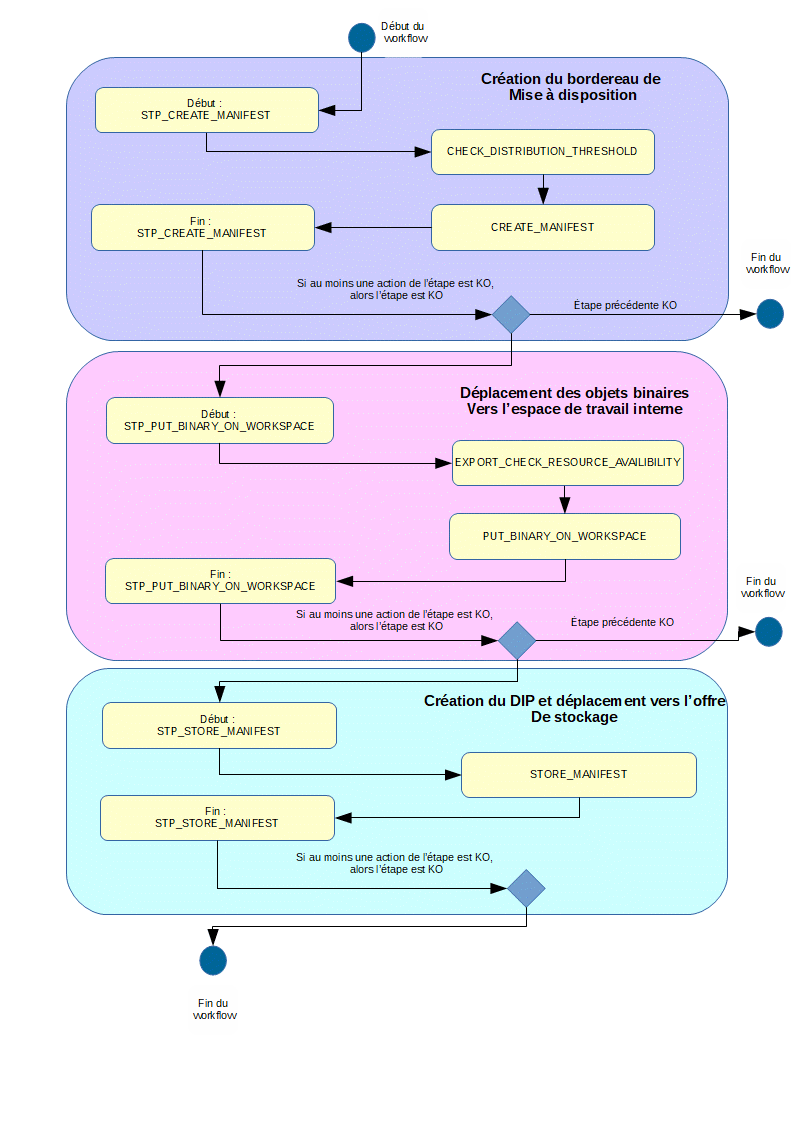 Début du
workflow
Création du bordereau de
Mise à disposition
Début :
STP_CREATE_MANIFEST
CHECK_DISTRIBUTION_THRESHOLD
Fin :
STP_CREATE_MANIFEST
CREATE_MANIFEST
Fin du
workflow
Si au moins une action de l'étape est KO,
alors l'étape est KO
Étape précédente KO
Déplacement des objets binaires
Vers l'espace de travail interne
Début :
STP_PUT_BINARY_ON_WORKSPACE
EXPORT_CHECK_RESOURCE_AVAILIBILITY
PUT_BINARY_ON_WORKSPACE
Fin :
STP_PUT_BINARY_ON_WORKSPACE
Fin du
workflow
Si au moins une action de l'étape est KO,
alors l'étape est KO
Étape précédente KO
Création du DIP et déplacement vers l'offre
De stockage
Début :
STP_STORE_MANIFEST
STORE_MANIFEST
Fin :
STP_STORE_MANIFEST
Si au moins une action de l'étape est KO,
alors l'étape est KO
Fin du
workflow